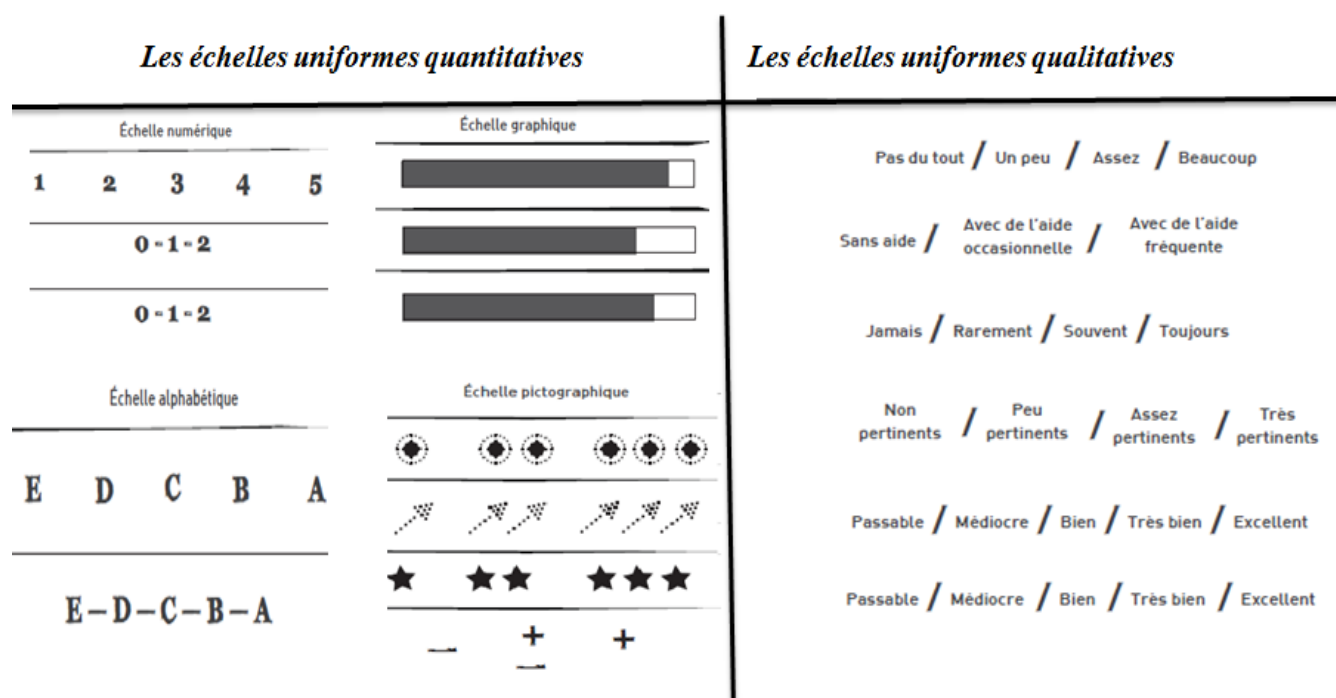 Les échelles uniformes quantitatives
Échelle numérique
1 2 3 4 5
0 - 1 - 2
0 - 1 - 2
Échelle graphique
Échelle alphabétique
E D C B A
E – D – C – B – A
Échelle pictographique
− + +
−
Les échelles uniformes qualitatives
Pas du tout / Un peu / Assez / Beaucoup
Sans aide / Avec de l'aide occasionnelle / Avec de l'aide fréquente
Jamais / Rarement / Souvent / Toujours
Non pertinents / Peu pertinents / Assez pertinents / Très pertinents
Passable / Médiocre / Bien / Très bien / Excellent
Passable / Médiocre / Bien / Très bien / Excellent